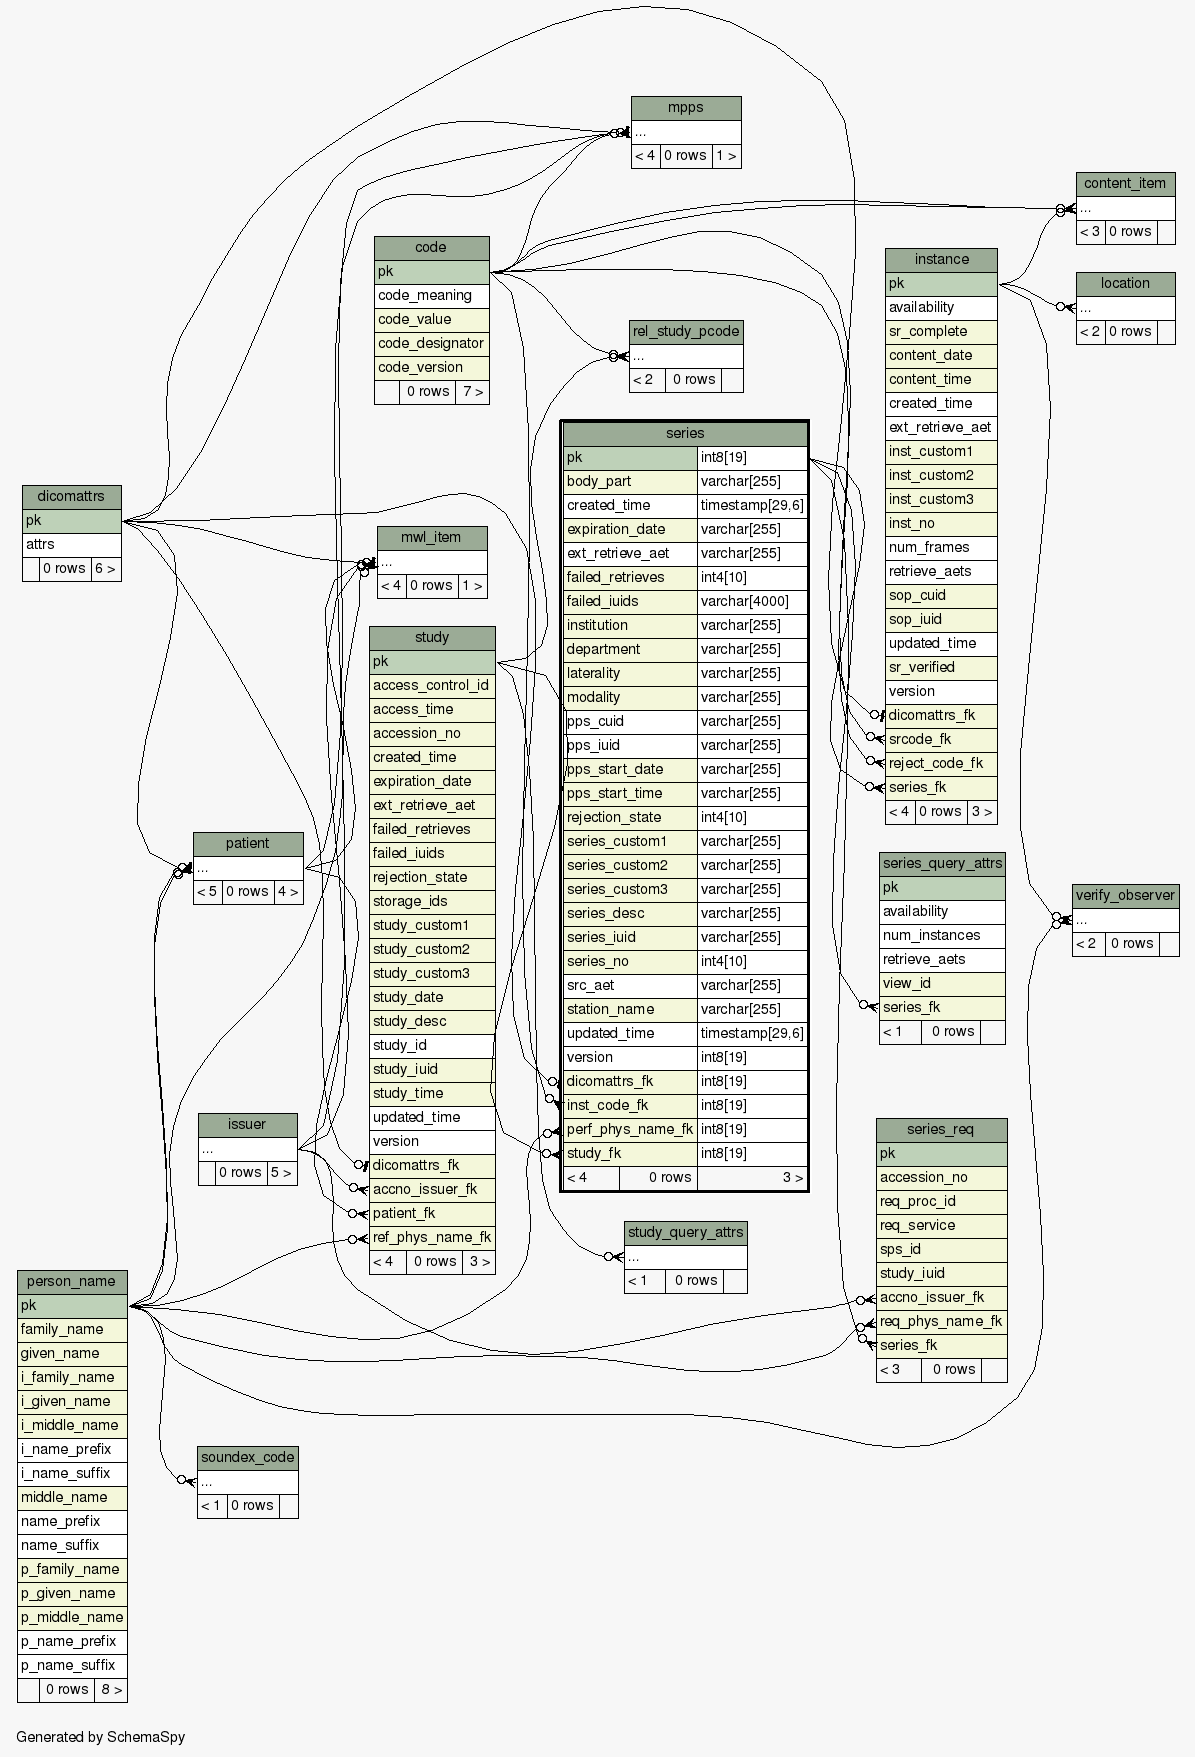 mpps
...
< 4 0 rows 1 >
content_item
...
< 3 0 rows
code
pk
code_meaning
code_value
code_designator
code_version
0 rows 7 >
instance
pk
availability
sr_complete
content_date
content_time
created_time
ext_retrieve_aet
inst_custom1
inst_custom2
inst_custom3
inst_no
num_frames
retrieve_aets
sop_cuid
sop_iuid
updated_time
sr_verified
version
dicomattrs_fk
srcode_fk
reject_code_fk
series_fk
< 4 0 rows 3 >
location
...
< 2 0 rows
rel_study_pcode
...
< 2 0 rows
series
pk int8[19]
body_part varchar[255]
created_time timestamp[29,6]
expiration_date varchar[255]
ext_retrieve_aet varchar[255]
failed_retrieves int4[10]
failed_iuids varchar[4000]
institution varchar[255]
department varchar[255]
laterality varchar[255]
modality varchar[255]
pps_cuid varchar[255]
pps_iuid varchar[255]
pps_start_date varchar[255]
pps_start_time varchar[255]
rejection_state int4[10]
series_custom1 varchar[255]
series_custom2 varchar[255]
series_custom3 varchar[255]
series_desc varchar[255]
series_iuid varchar[255]
series_no int4[10]
src_aet varchar[255]
station_name varchar[255]
updated_time timestamp[29,6]
version int8[19]
dicomattrs_fk int8[19]
inst_code_fk int8[19]
perf_phys_name_fk int8[19]
study_fk int8[19]
< 4 0 rows 3 >
dicomattrs
pk
attrs
0 rows 6 >
mwl_item
...
< 4 0 rows 1 >
study
pk
access_control_id
access_time
accession_no
created_time
expiration_date
ext_retrieve_aet
failed_retrieves
failed_iuids
rejection_state
storage_ids
study_custom1
study_custom2
study_custom3
study_date
study_desc
study_id
study_iuid
study_time
updated_time
version
dicomattrs_fk
accno_issuer_fk
patient_fk
ref_phys_name_fk
< 4 0 rows 3 >
patient
...
< 5 0 rows 4 >
series_query_attrs
pk
availability
num_instances
retrieve_aets
view_id
series_fk
< 1 0 rows
verify_observer
...
< 2 0 rows
issuer
...
0 rows 5 >
series_req
pk
accession_no
req_proc_id
req_service
sps_id
study_iuid
accno_issuer_fk
req_phys_name_fk
series_fk
< 3 0 rows
study_query_attrs
...
< 1 0 rows
person_name
pk
family_name
given_name
i_family_name
i_given_name
i_middle_name
i_name_prefix
i_name_suffix
middle_name
name_prefix
name_suffix
p_family_name
p_given_name
p_middle_name
p_name_prefix
p_name_suffix
0 rows 8 >
soundex_code
...
< 1 0 rows
Generated by SchemaSpy